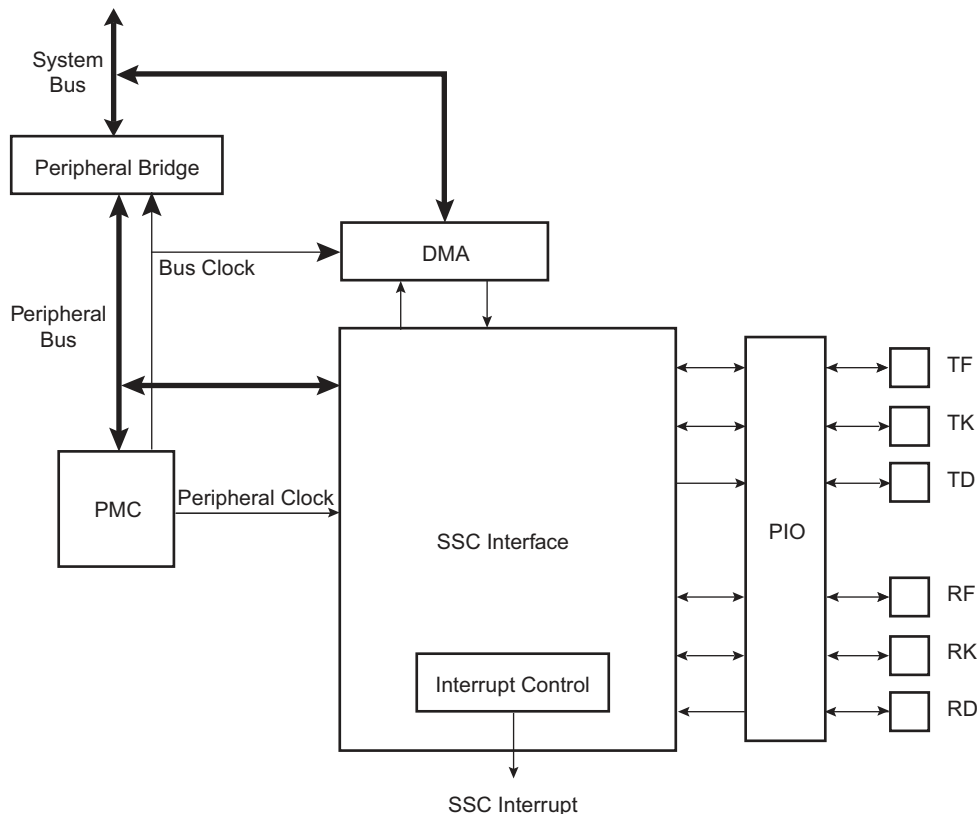 System
Bus
Peripheral Bridge
DMA
Bus Clock
Peripheral
Bus
TF
TK
TD
PMC
Peripheral Clock
SSC Interface
PIO
RF
RK
RD
Interrupt Control
SSC Interrupt